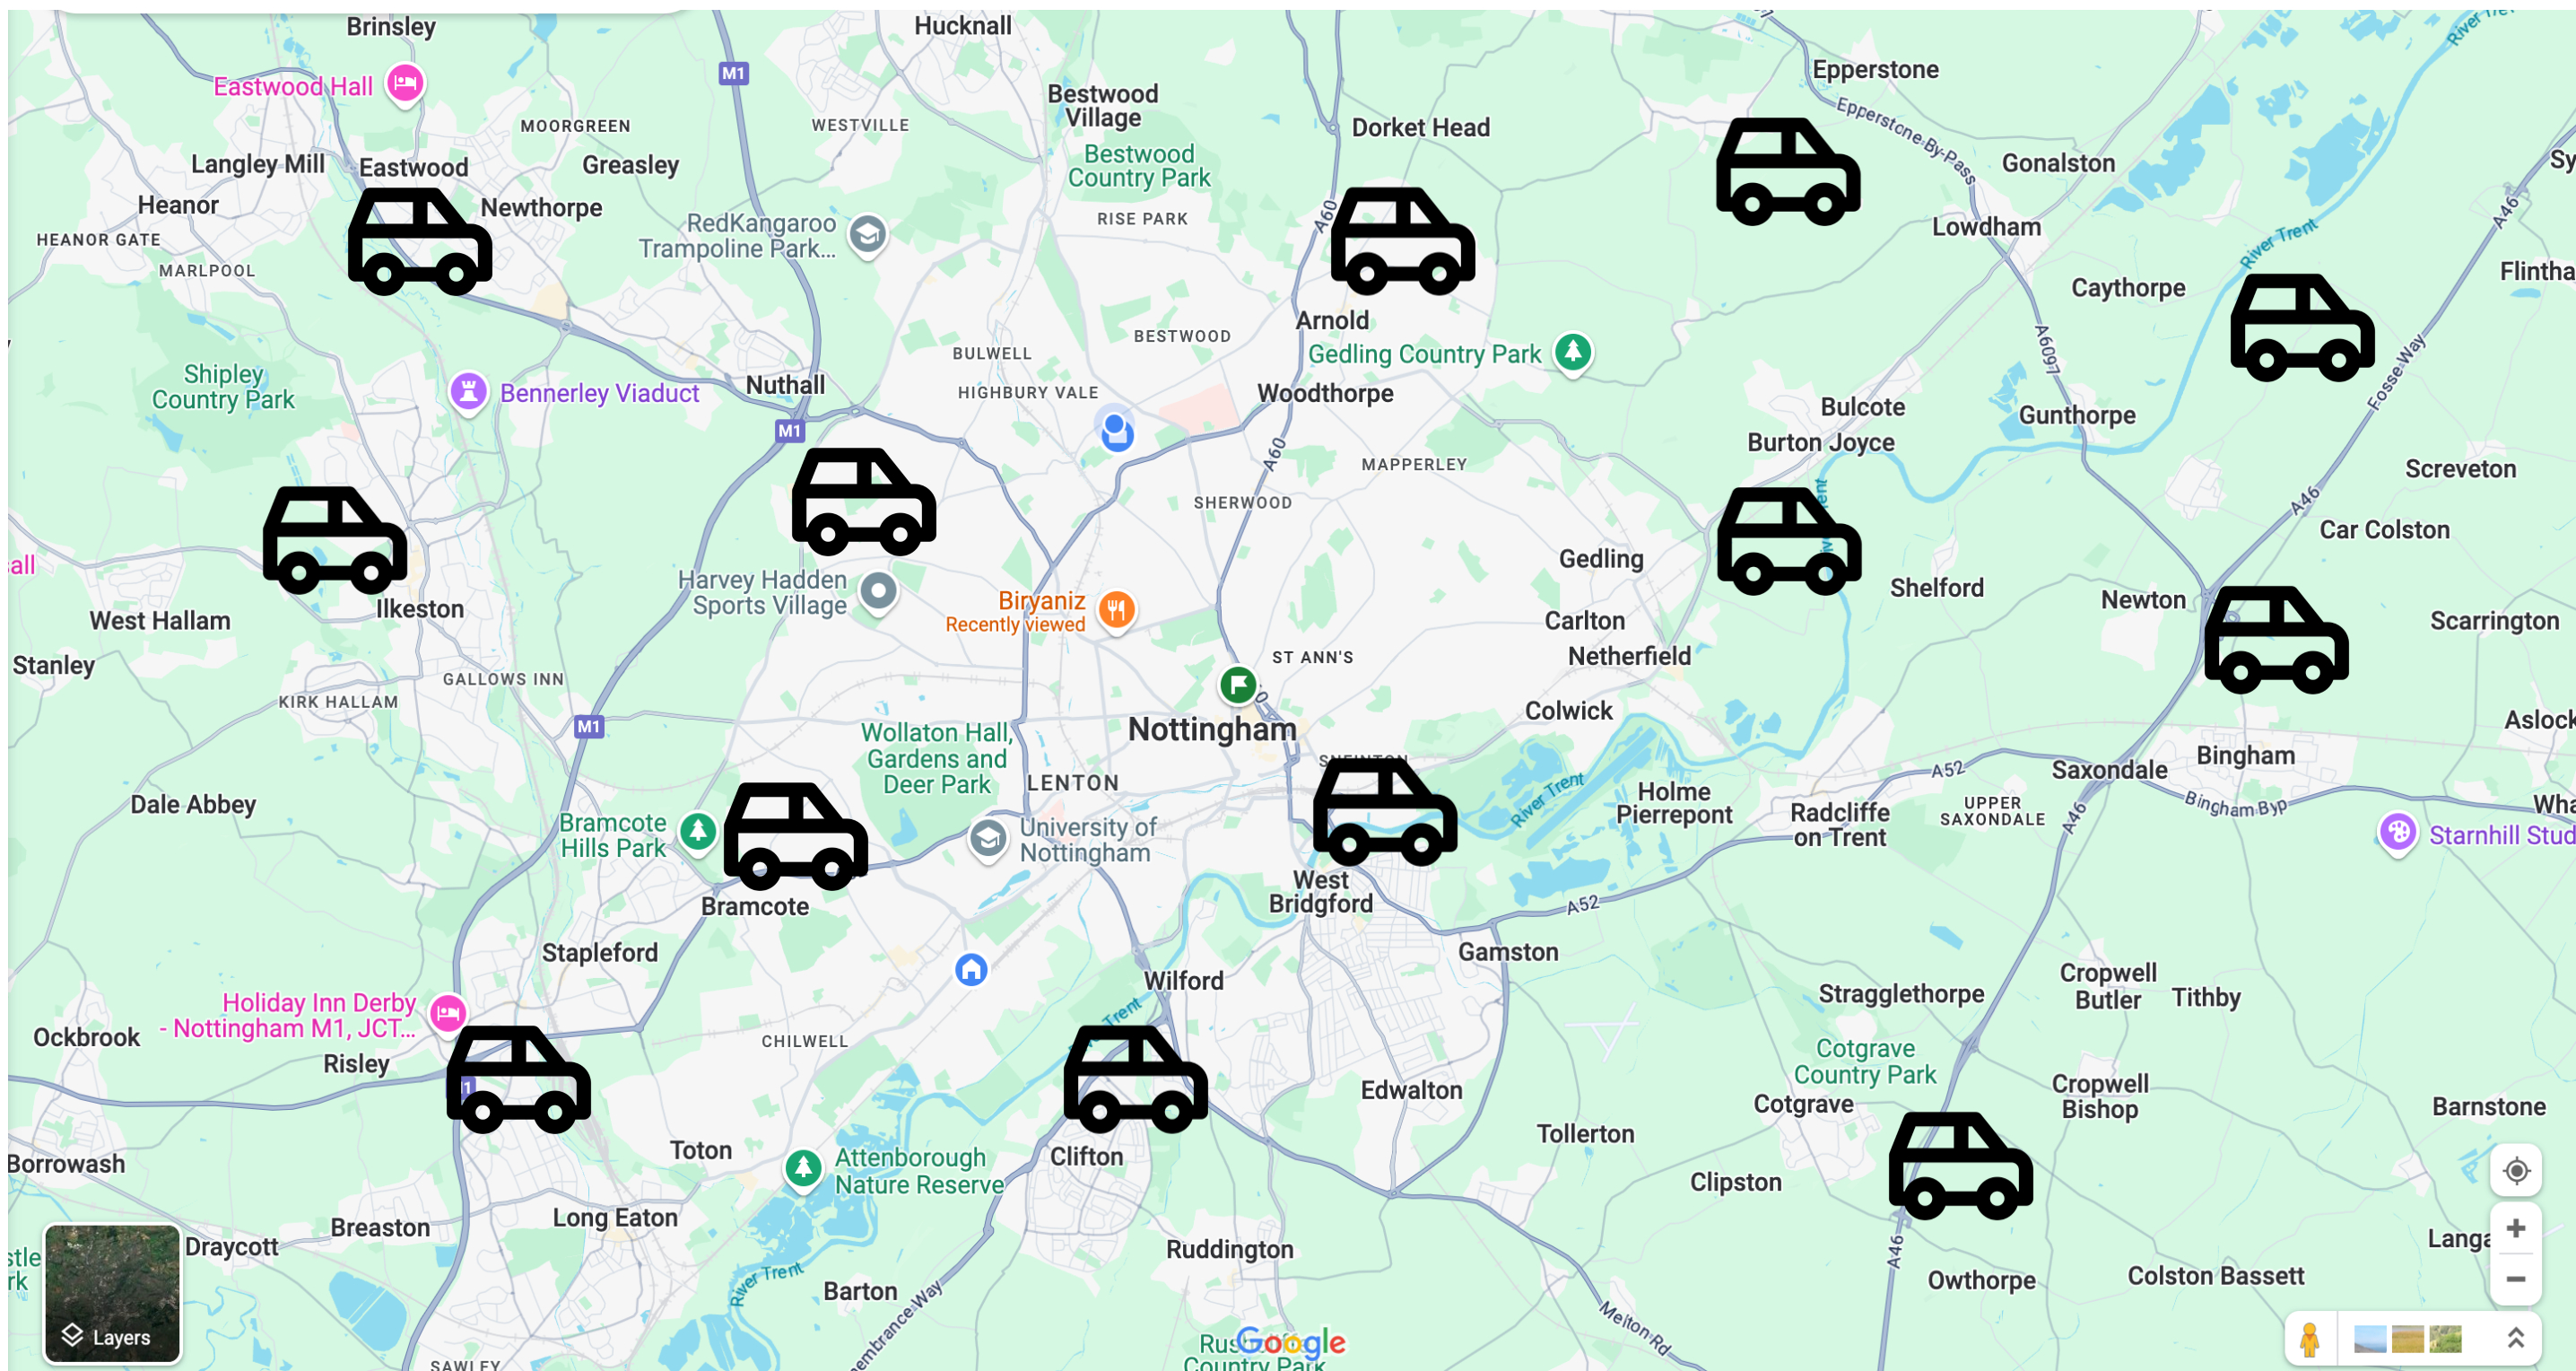 Brinsley
Hucknall
River Tre
Eastwood Hall
M1
Epperstone
Bestwood
Village
MOORGREEN
WESTVILLE
Dorket Head
Epperstone By-Pass
Langley Mill
Eastwood
Greasley
Bestwood
Country Park
Gonalston
Sy
Heanor
Newthorpe
RedKangaroo
Trampoline Park...
RISE PARK
A60
Lowdham
A46
HEANOR GATE
MARLPOOL
River Trent
Flintha
Caythorpe
Arnold
BESTWOOD
BULWELL
Gedling Country Park
A6097
Fosse Way
Shipley
Country Park
Bennerley Viaduct
Nuthall
HIGHBURY VALE
Woodthorpe
Bulcote
Gunthorpe
M1
Burton Joyce
A60
MAPPERLEY
Screveton
SHERWOOD
A46
Car Colston
Gedling
all
Harvey Hadden
Sports Village
Shelford
Newton
Biryaniz
Recently viewed
Ilkeston
West Hallam
Carlton
Scarrington
Stanley
ST ANN'S
Netherfield
GALLOWS INN
KIRK HALLAM
M1
Colwick
Aslock
Nottingham
Wollaton Hall,
Gardens and
Deer Park
SNEINTON
Bingham
Saxondale
A52
LENTON
Dale Abbey
River Trent
Holme
Pierrepont
Radcliffe
on Trent
UPPER
SAXONDALE
A46
Bingham Byp
Wha
Bramcote
Hills Park
University of
Nottingham
Starnhill Stud
West
Bridgford
A52
Bramcote
Stapleford
Gamston
Wilford
Cropwell
Butler
Tithby
Stragglethorpe
Holiday Inn Derby
- Nottingham M1, JCT...
Trent
Ockbrook
CHILWELL
Risley
Cotgrave
Country Park
Edwalton
Cropwell
Bishop
Cotgrave
Barnstone
Tollerton
Toton
Clifton
Borrowash
Attenborough
Nature Reserve
Clipston
Long Eaton
Breaston
Draycott
Ruddington
A46
Langa
stle
rk
River Trent
Barton
Owthorpe
Colston Bassett
embrance Way
Melton Rd
Layers
Google
Country Park
SAWLEY